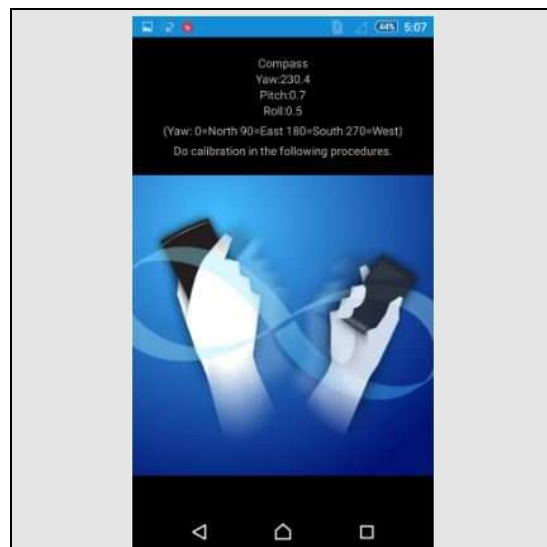 44% 5:07
Compass
Yaw:230.4
Pitch:0.7
Roll:0.5
(Yaw: 0=North 90=East 180=South 270=West)
Do calibration in the following procedures.